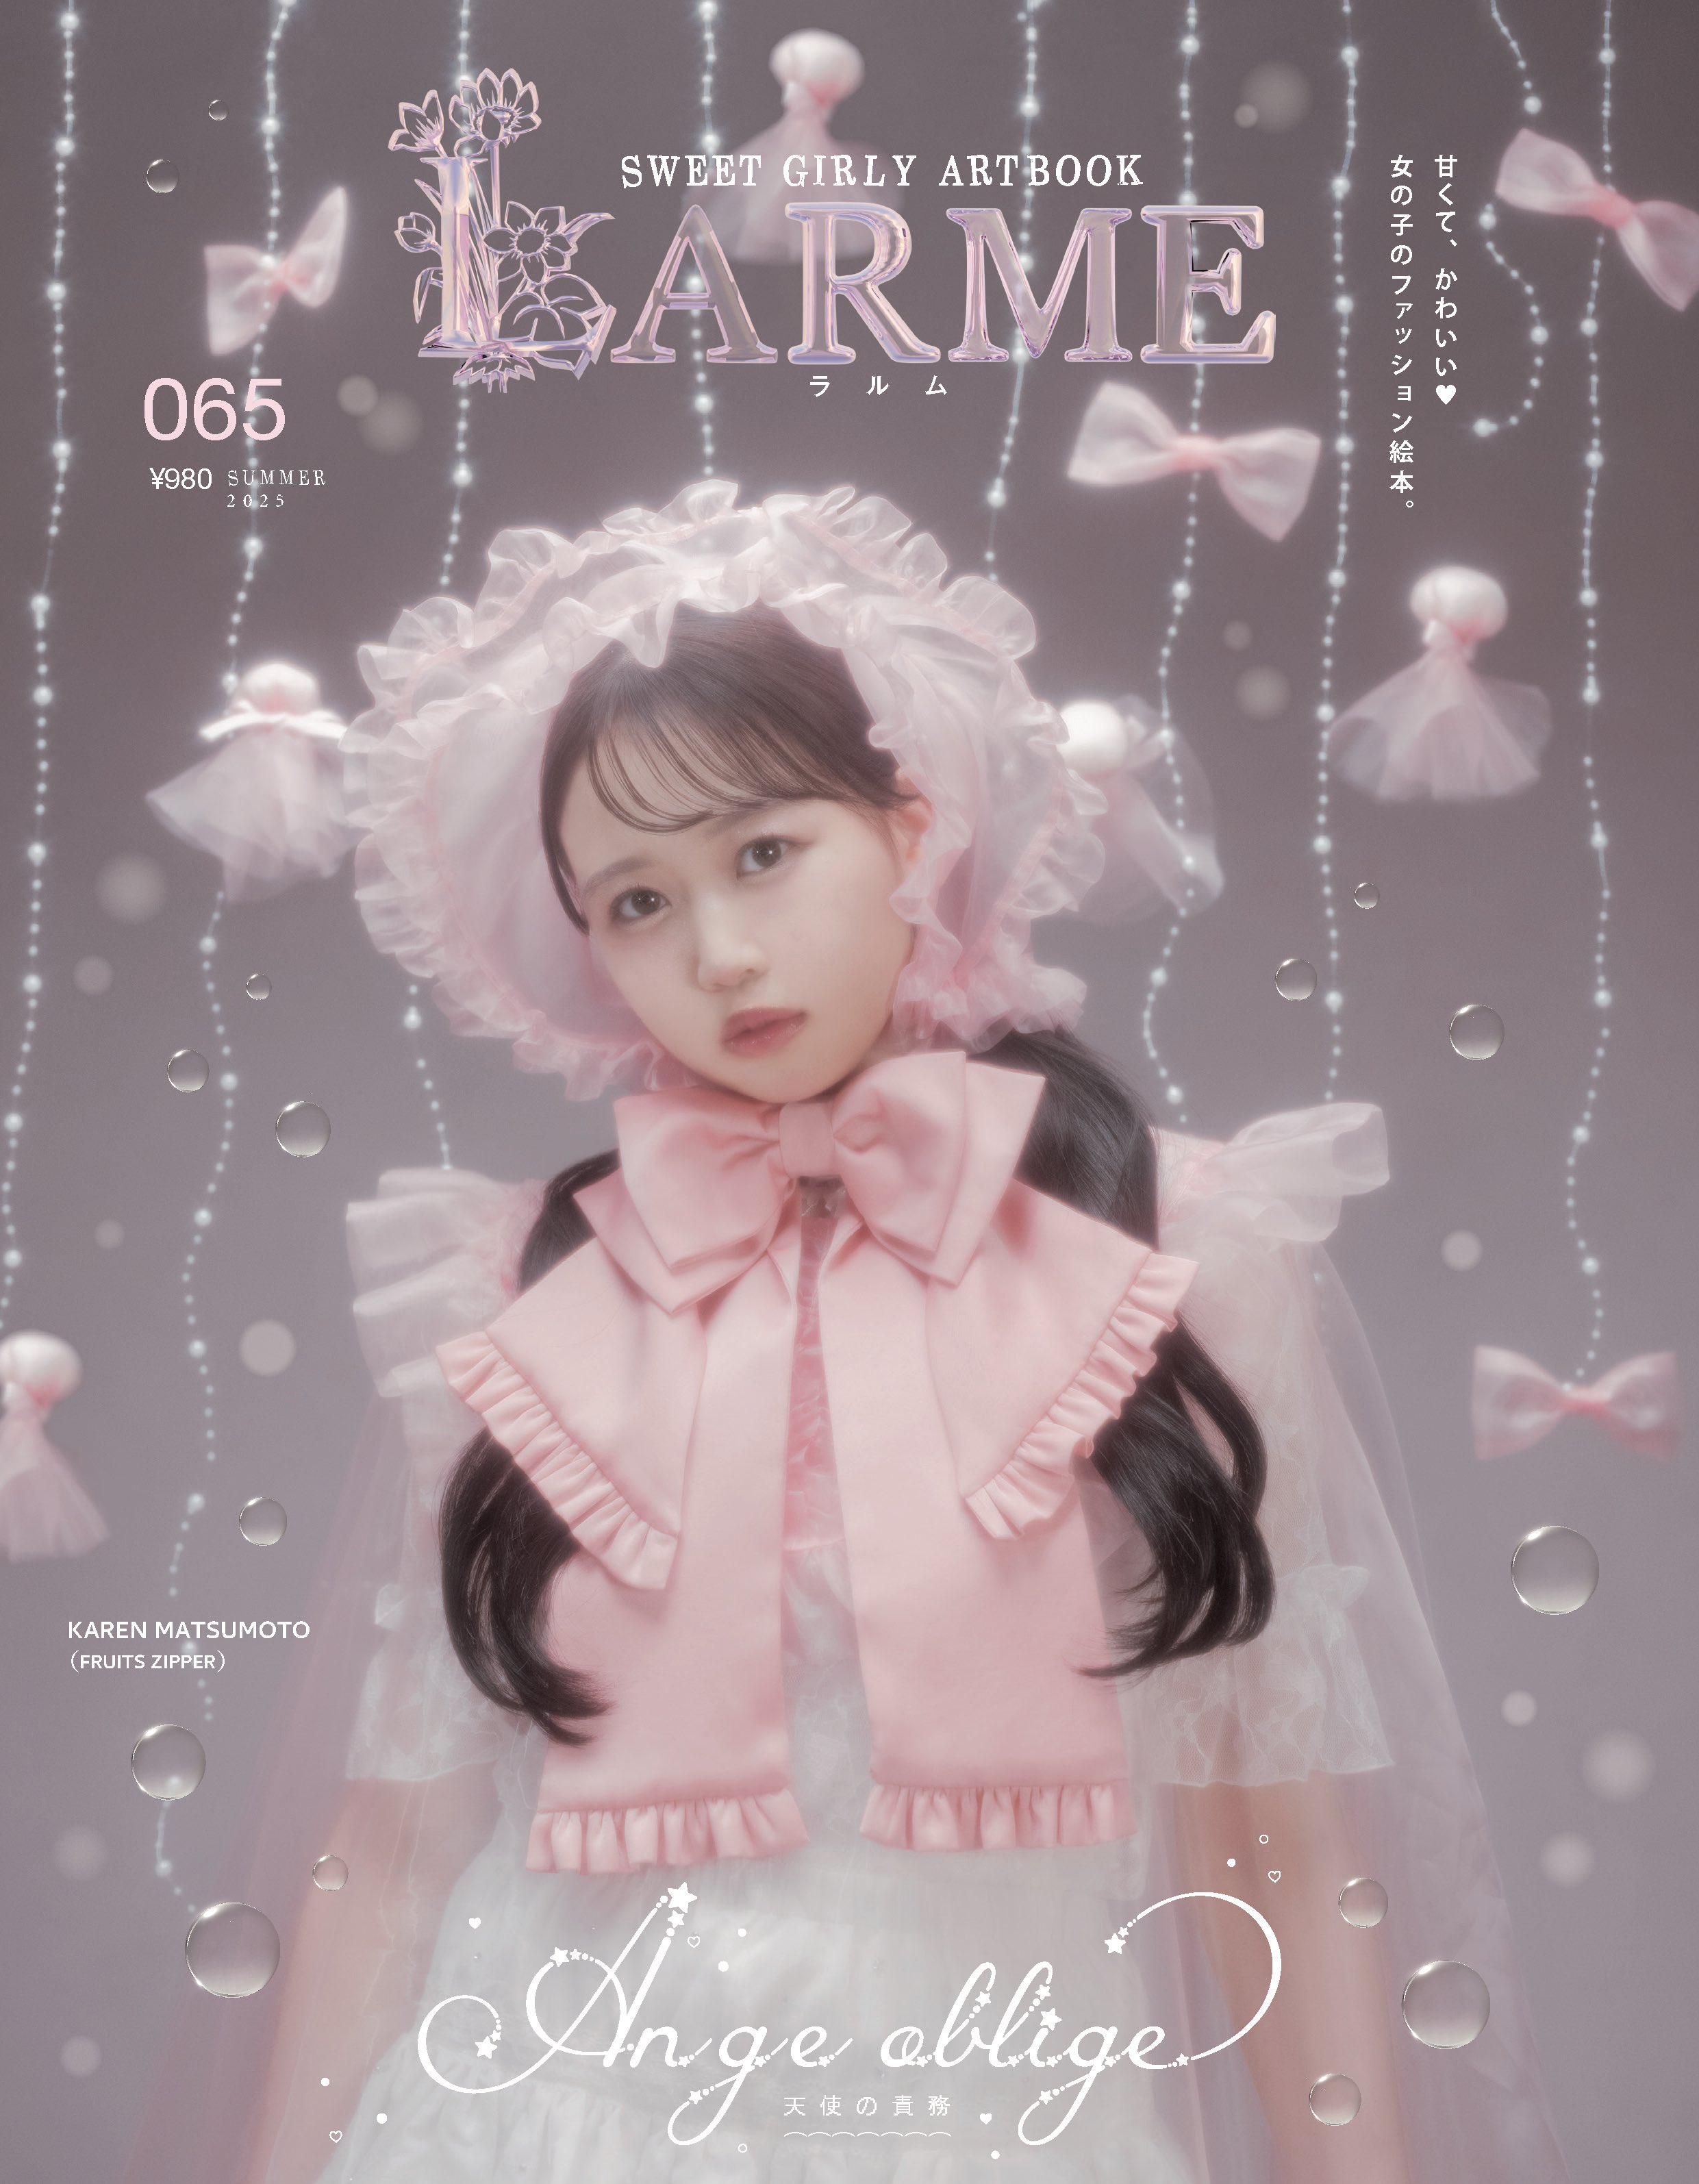 SWEET GIRLY ARTBOOK
LARME
ラルム
甘くて、かわいい♥
女の子のファッション絵本。
065
¥980 SUMMER
2025
KAREN MATSUMOTO
(FRUITS ZIPPER)
Ange oblige
天使の責務